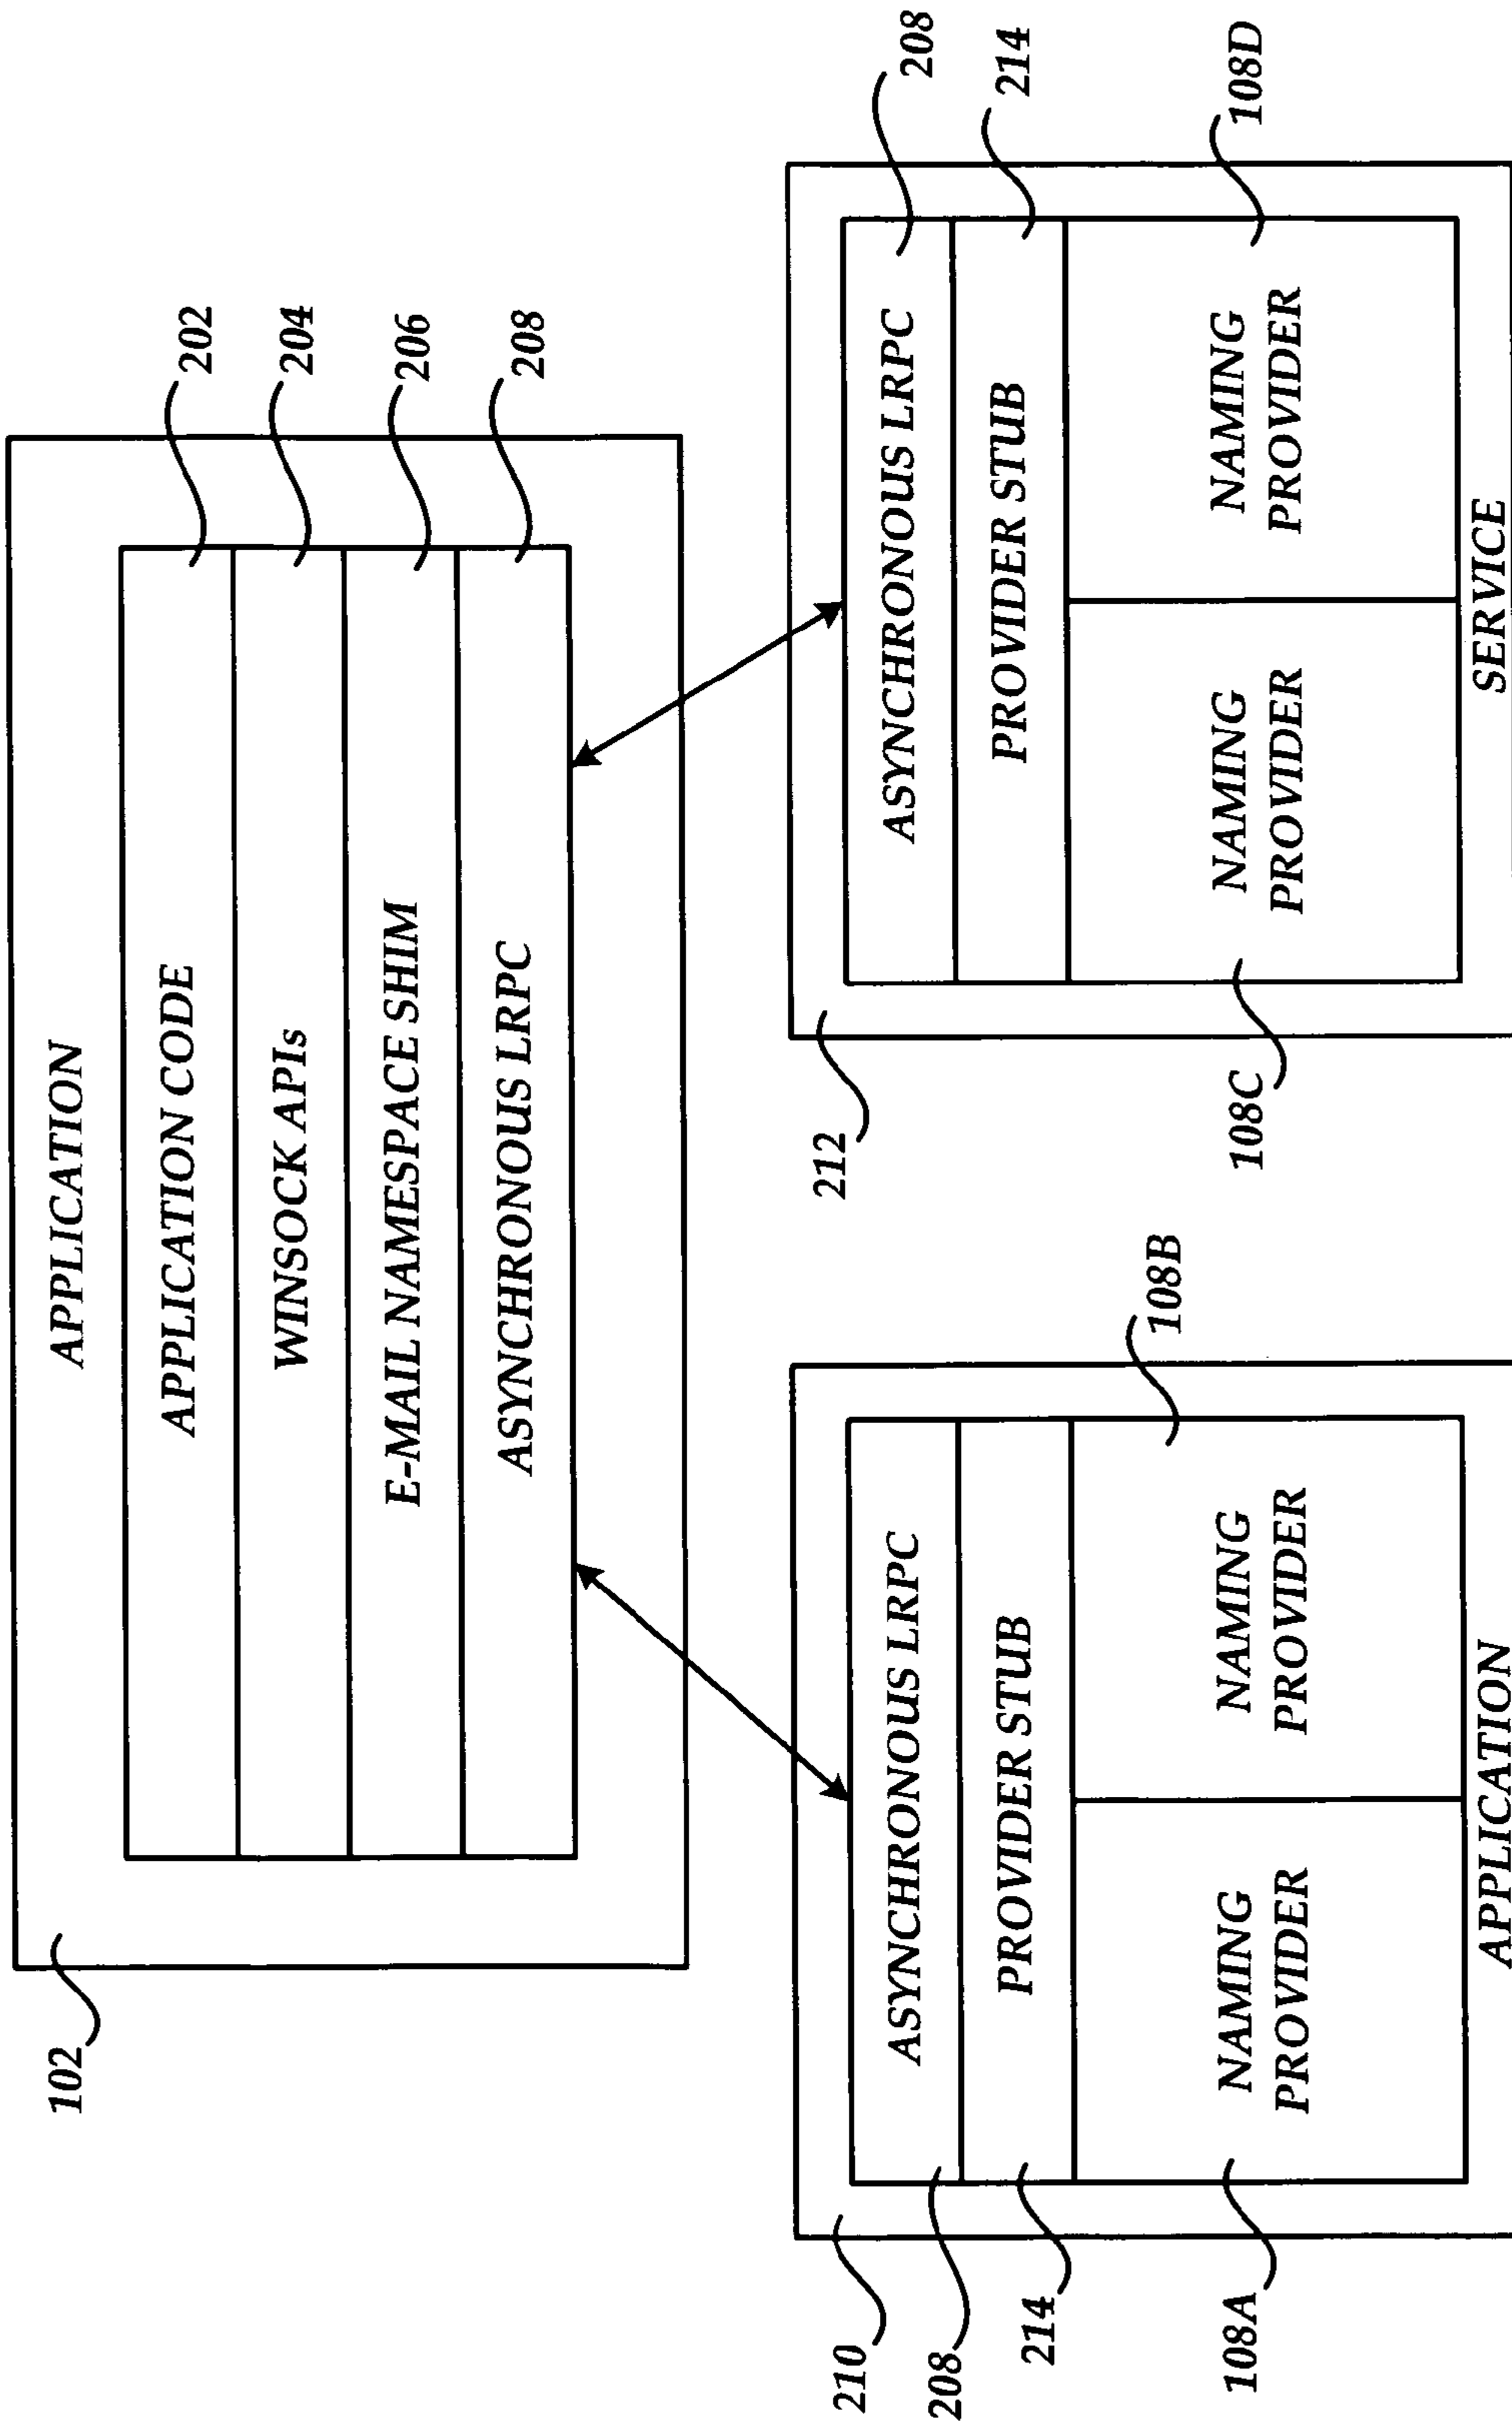 102
APPLICATION
APPLICATION CODE
202
WINSOCK APIs
204
E-MAIL NAMESPACE SHIM
206
ASYNCHRONOUS LRPC
208
210
ASYNCHRONOUS LRPC
208
PROVIDER STUB
214
NAMING
PROVIDER
108A
NAMING
PROVIDER
108B
APPLICATION
212
ASYNCHRONOUS LRPC
208
PROVIDER STUB
214
NAMING
PROVIDER
108C
NAMING
PROVIDER
108D
SERVICE